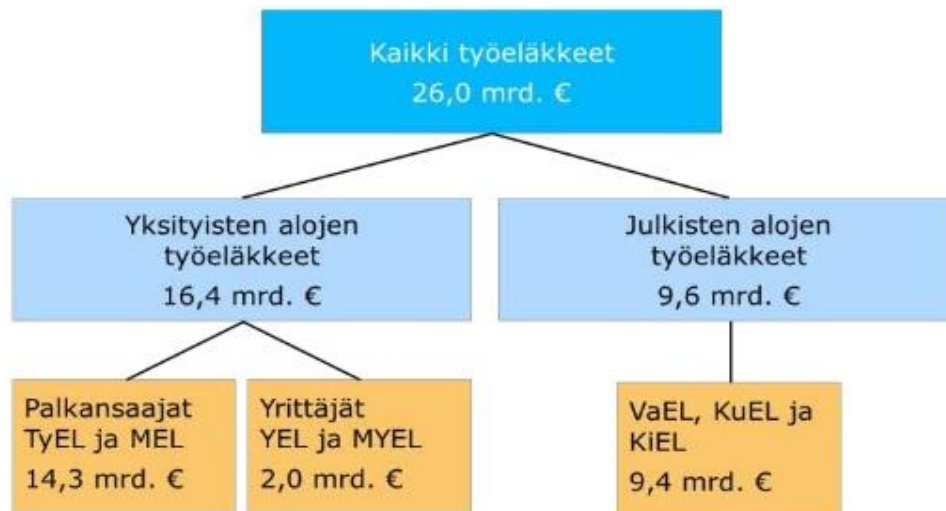 Kaikki työeläkkeet
26,0 mrd. €
Yksityisten alojen
työeläkkeet
16,4 mrd. €
Julkisten alojen
työeläkkeet
9,6 mrd. €
Palkansaajat
TyEL ja MEL
14,3 mrd. €
Yrittäjät
YEL ja MYEL
2,0 mrd. €
VaEL, KuEL ja
KiEL
9,4 mrd. €